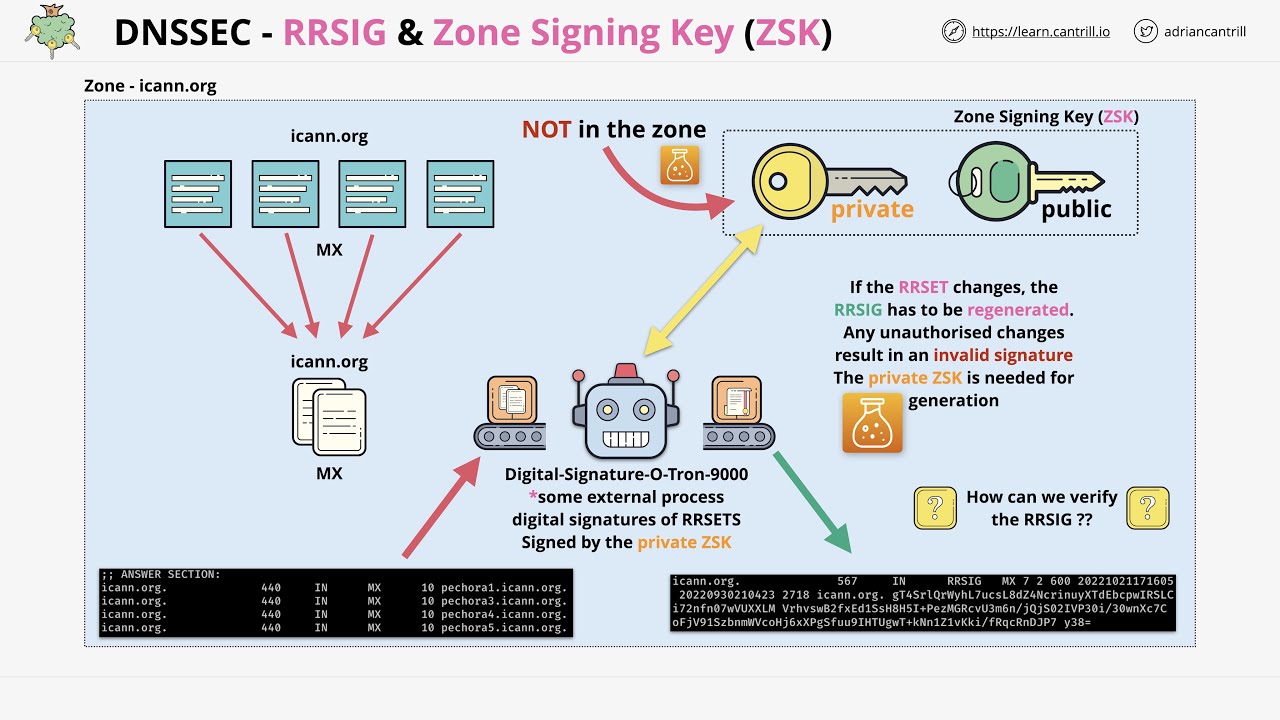 DNSSEC - RRSIG & Zone Signing Key (ZSK)
https://learn.cantrill.io
adriancantrill
Zone - icann.org
icann.org
MX
icann.org
MX
NOT in the zone
Zone Signing Key (ZSK)
private
public
If the RRSET changes, the
RRSIG has to be regenerated.
Any unauthorised changes
result in an invalid signature
The private ZSK is needed for
generation
Digital-Signature-O-Tron-9000
*some external process
digital signatures of RRSETS
Signed by the private ZSK
? How can we verify ?
the RRSIG ??
;; ANSWER SECTION:
icann.org. 440 IN MX 10 pechora1.icann.org.
icann.org. 440 IN MX 10 pechora3.icann.org.
icann.org. 440 IN MX 10 pechora4.icann.org.
icann.org. 440 IN MX 10 pechora5.icann.org.
icann.org. 567 IN RRSIG MX 7 2 600 20221021171605
20220930210423 2718 icann.org. gT4SrlQrWyhL7ucsL8dZ4NcrinuyXTdEbcpwIRSLC
i72nfn07wVUXXLM VrhvswB2fxEd1SsH8H5I+PezMGRcvU3m6n/jQjS02IVP30i/30wnXc7C
oFjV91SzbnmWVcoHj6xXPgSfuu9IHTUgwT+kNn1Z1vKki/fRqcRnDJP7 y38=